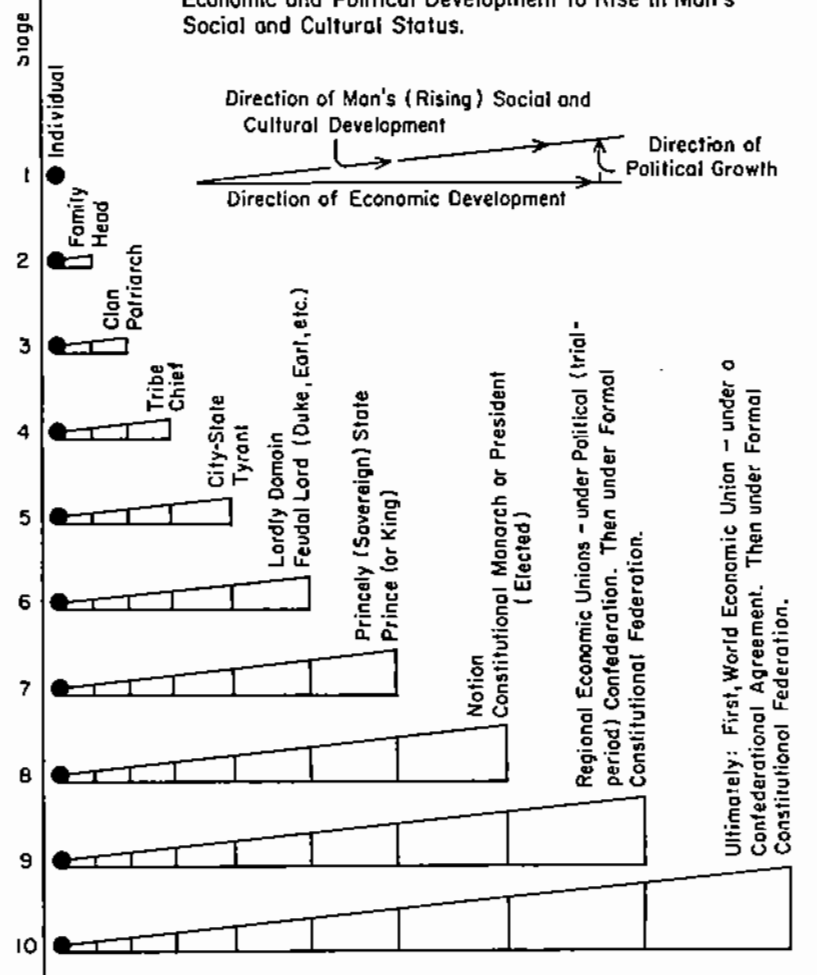 Economic and Political Development to Rise in Man's
Social and Cultural Status.
Stage
Direction of Man's (Rising) Social and
Cultural Development
Direction of
Political Growth
Direction of Economic Development
1
Individual
2
Family
Head
3
Clan
Patriarch
4
Tribe
Chief
5
City-State
Tyrant
6
Lordly Domain
Feudal Lord (Duke, Earl, etc.)
7
Princely (Sovereign) State
Prince (or King)
8
Nation
Constitutional Monarch or President
(Elected)
9
Regional Economic Unions - under Political (trial-
period) Confederation. Then under Formal
Constitutional Federation.
10
Ultimately: First, World Economic Union - under a
Confederational Agreement. Then under Formal
Constitutional Federation.